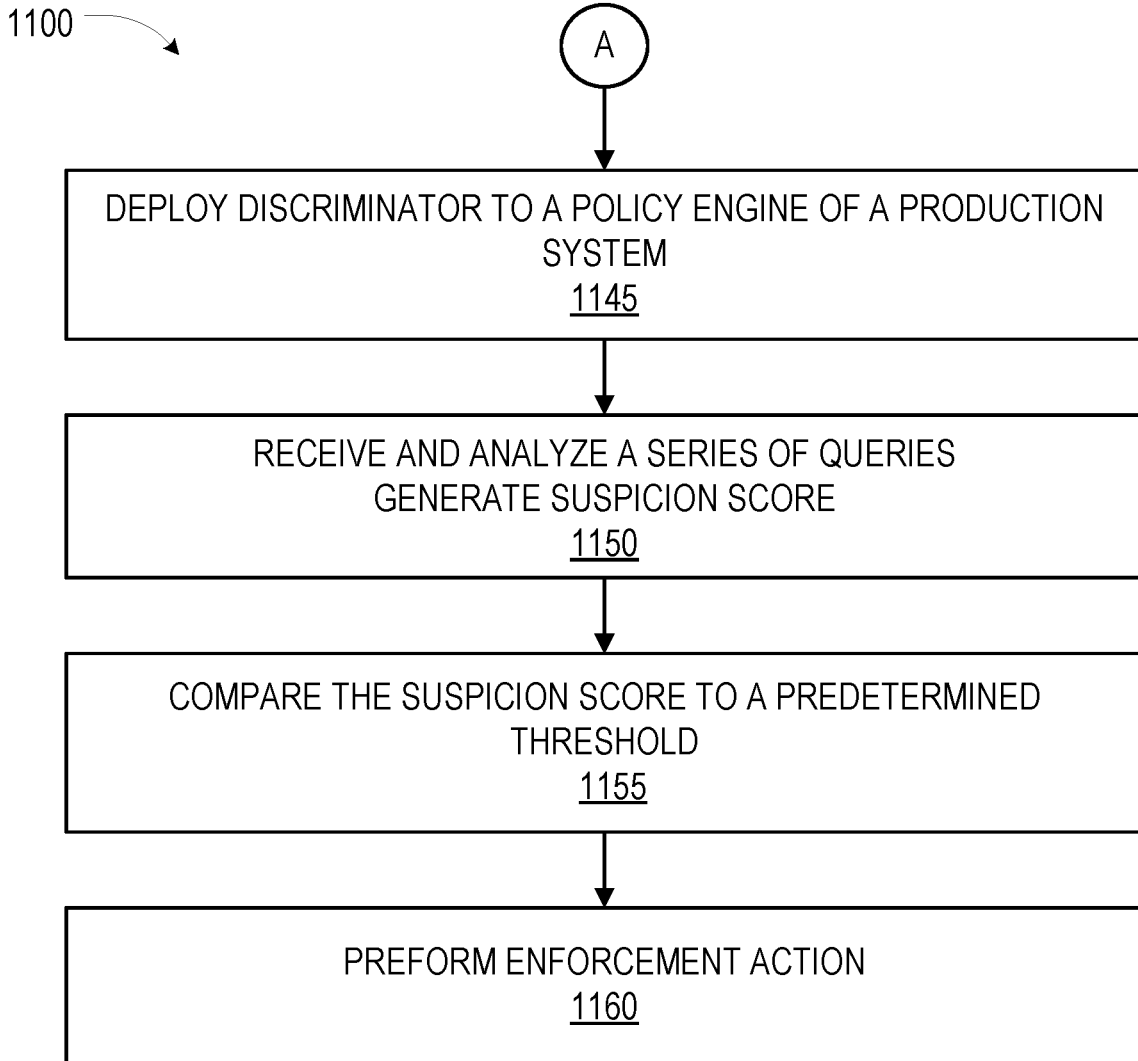 1100
A
DEPLOY DISCRIMINATOR TO A POLICY ENGINE OF A PRODUCTION
SYSTEM
1145
RECEIVE AND ANALYZE A SERIES OF QUERIES
GENERATE SUSPICION SCORE
1150
COMPARE THE SUSPICION SCORE TO A PREDETERMINED
THRESHOLD
1155
PREFORM ENFORCEMENT ACTION
1160